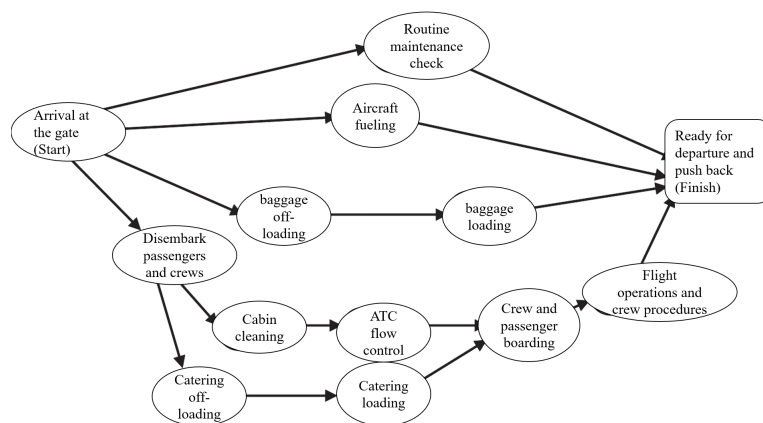 Routine
maintenance
check
Aircraft
fueling
Arrival at
the gate
(Start)
Ready for
departure and
push back
(Finish)
baggage
off-
loading
baggage
loading
Disembark
passengers
and crews
Flight
operations and
crew procedures
Cabin
cleaning
ATC
flow
control
Crew and
passenger
boarding
Catering
off-
loading
Catering
loading